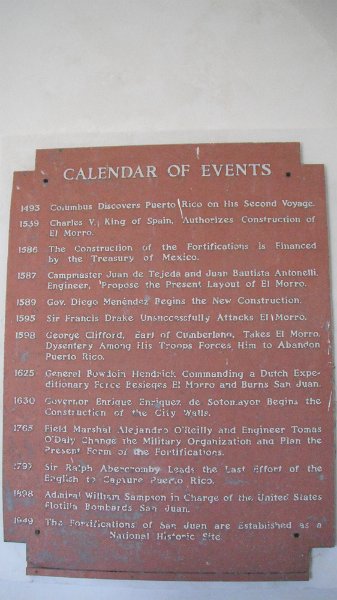 CALENDAR OF EVENTS
1493 Columbus Discovers Puerto Rico on His Second Voyage.
1539 Charles V, King of Spain, Authorizes Construction of
El Morro.
1586 The Construction of the Fortifications is Financed
by the Treasury of Mexico.
1587 Campmaster Juan de Tejeda and Juan Bautista Antonelli,
Engineer, Propose the Present Layout of El Morro.
1589 Gov. Diego Menéndez Begins the New Construction.
1595 Sir Francis Drake Unsuccessfully Attacks El Morro.
1598 George Clifford, Earl of Cumberland, Takes El Morro.
Dysentery Among His Troops Forces Him to Abandon
Puerto Rico.
1625 General Bowdoin Hendrick Commanding a Dutch Expe-
ditionary Force Besieges El Morro and Burns San Juan.
1630 Governor Enrique Enriquez de Sotomayor Begins the
Construction of the City Walls.
1765 Field Marshal Alejandro O'Reilly and Engineer Tomas
O'Daly Change the Military Organization and Plan the
Present Form of the Fortifications.
1797 Sir Ralph Abercromby Leads the Last Effort of the
English to Capture Puerto Rico.
1898 Admiral William Sampson in Charge of the United States
Flotilla Bombards San Juan.
1949 The Fortifications of San Juan are Established as a
National Historic Site.